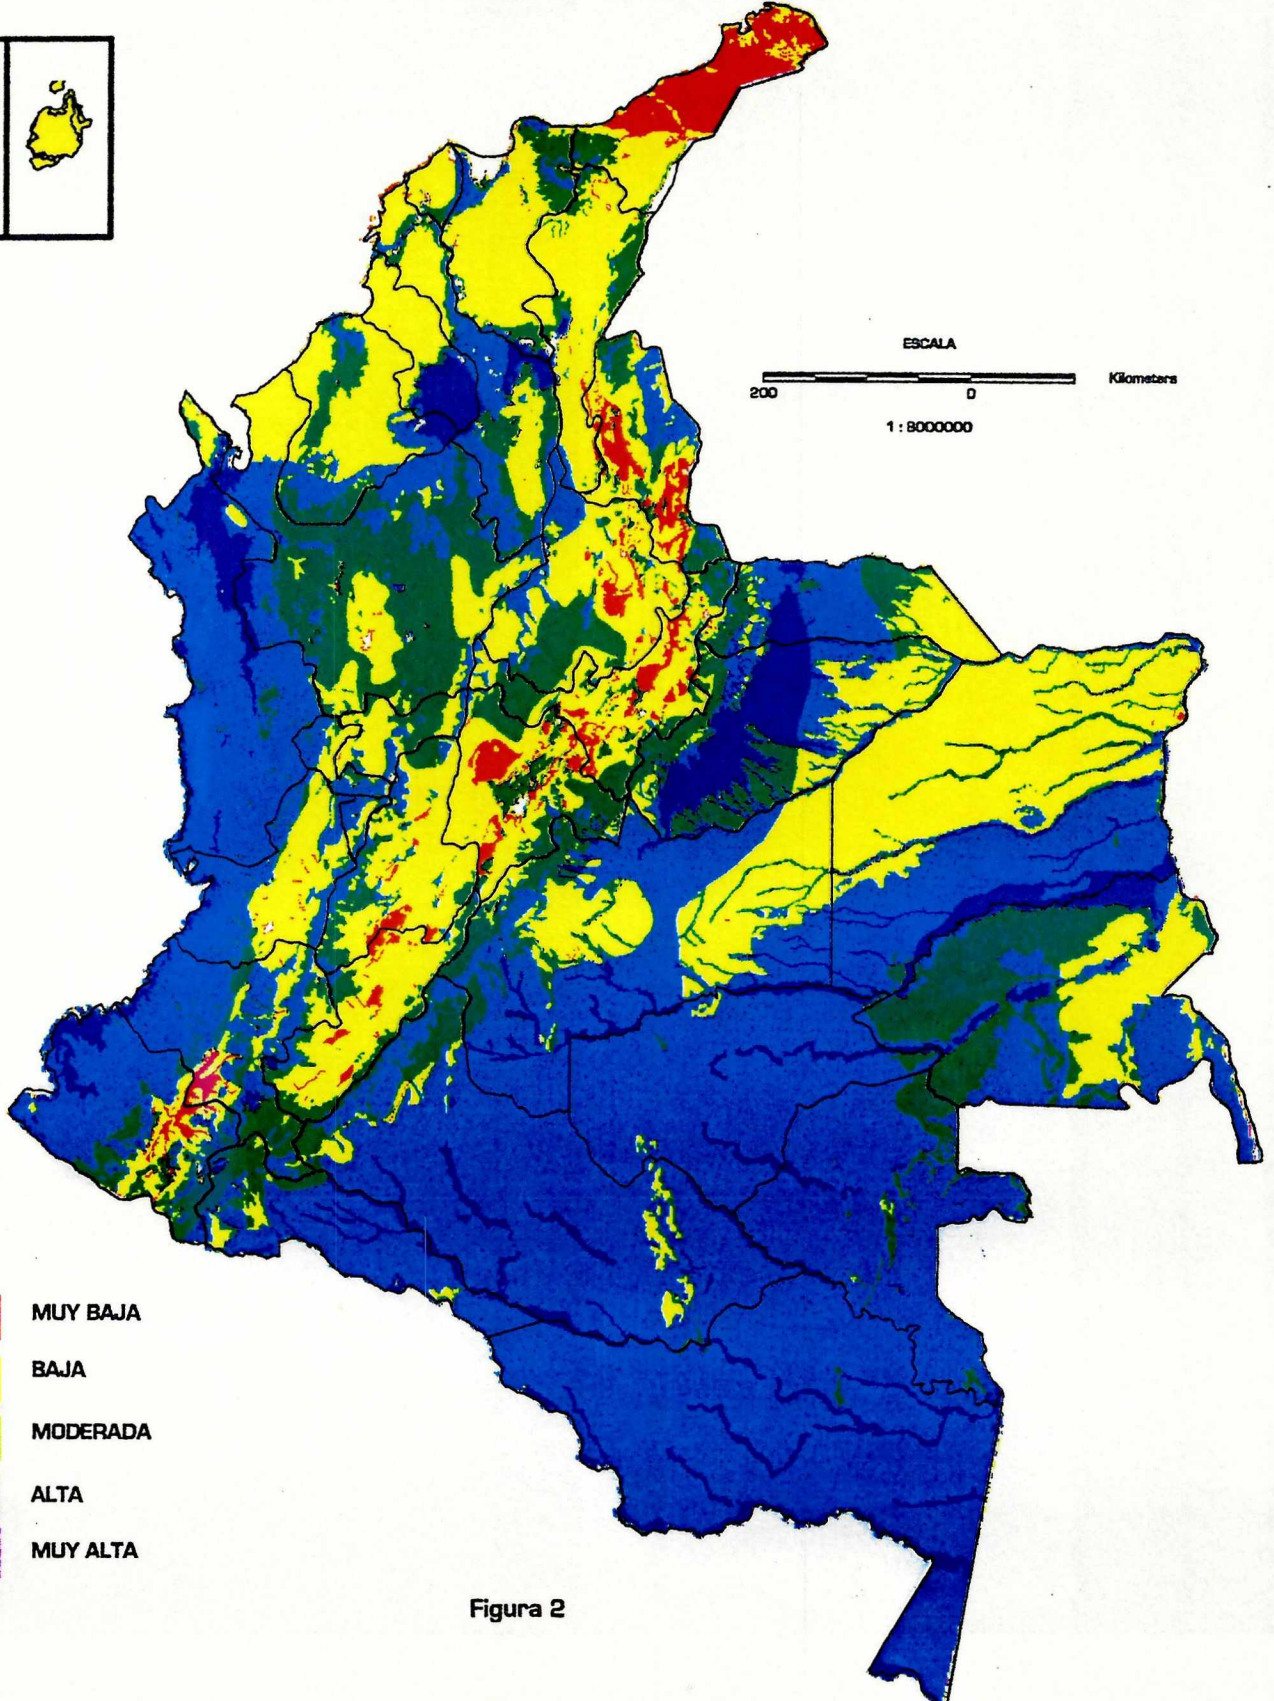 ESCALA
Kilometers
200 0
1 : 8000000
MUY BAJA
BAJA
MODERADA
ALTA
MUY ALTA
Figura 2